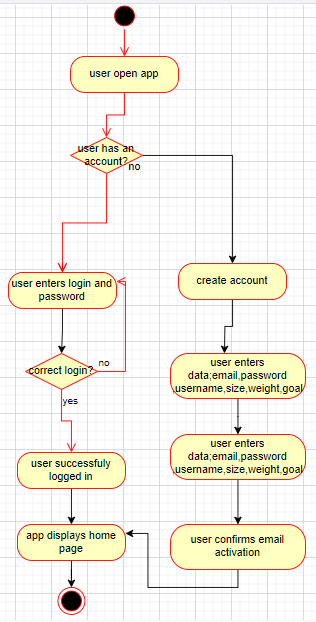 user open app
user has an
account?
no
user enters login and
password
create account
correct login?
no
yes
user enters
data;email,password
,username,size,weight,goal
user enters
data;email,password
,username,size,weight,goal
user successfuly
logged in
app displays home
page
user confirms email
activation